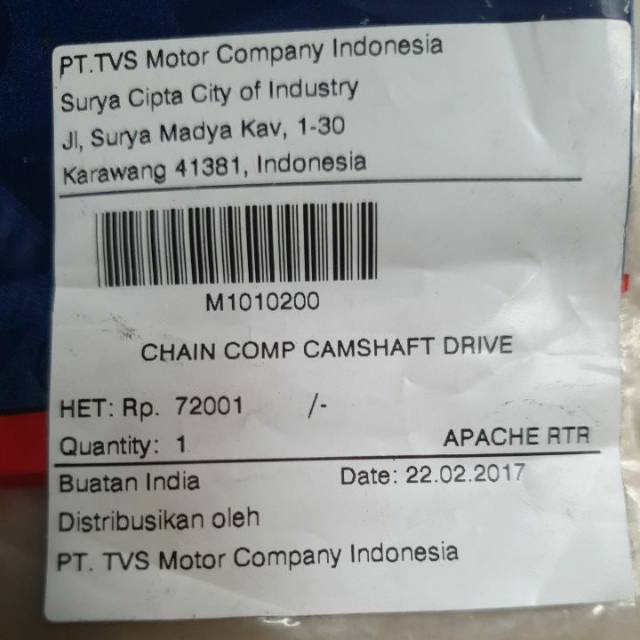 PT.TVS Motor Company Indonesia
Surya Cipta City of Industry
Jl, Surya Madya Kav, 1-30
Karawang 41381, Indonesia
M1010200
CHAIN COMP CAMSHAFT DRIVE
HET: Rp. 72001 /-
Quantity: 1 APACHE RTR
Buatan India Date: 22.02.2017
Distribusikan oleh
PT. TVS Motor Company Indonesia